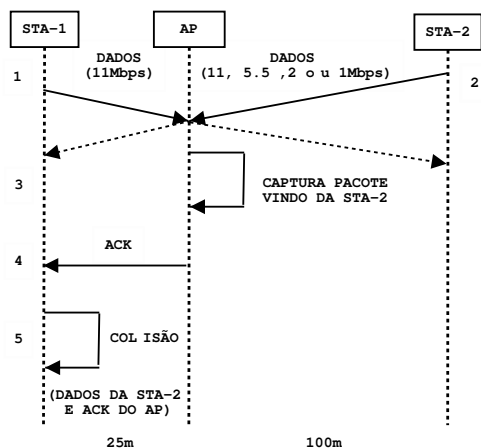 STA-1
AP
STA-2
DADOS
(11Mbps)
DADOS
(11, 5.5 ,2 o u 1Mbps)
1
2
3
CAPTURA PACOTE
VINDO DA STA-2
ACK
4
5
COL ISÃO
(DADOS DA STA-2
E ACK DO AP)
25m
100m